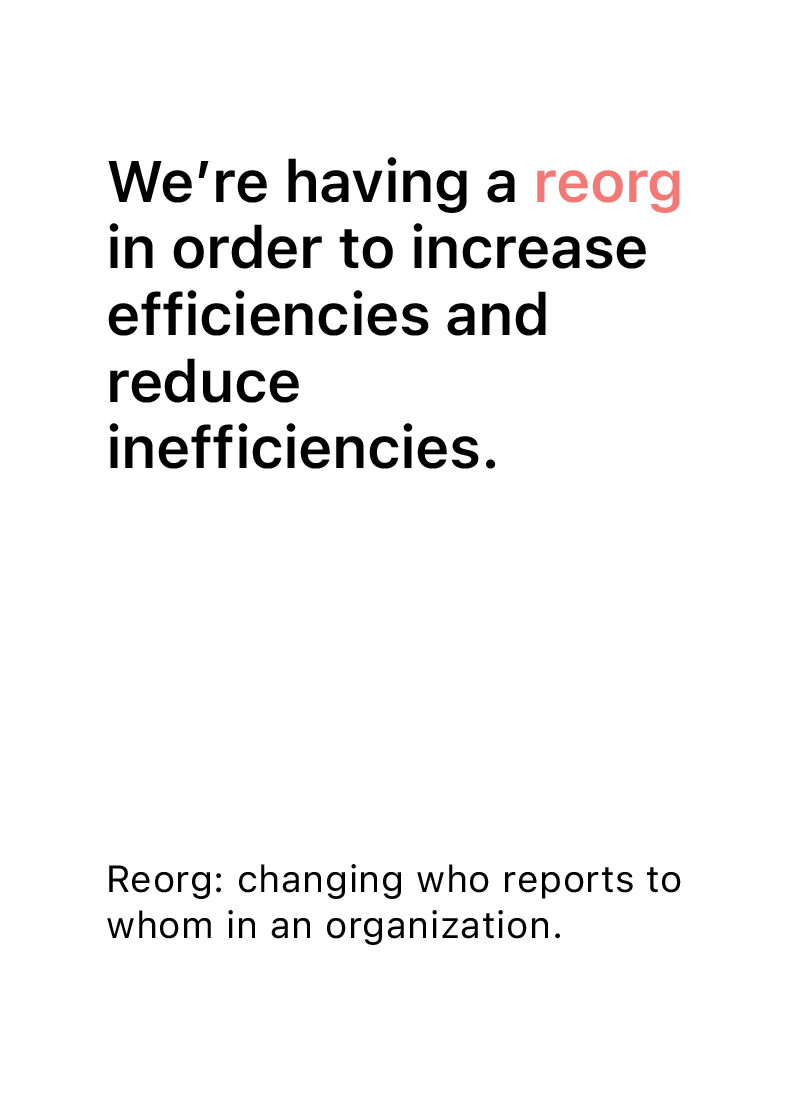 We’re having a reorg
in order to increase
efficiencies and
reduce
inefficiencies.
Reorg: changing who reports to
whom in an organization.